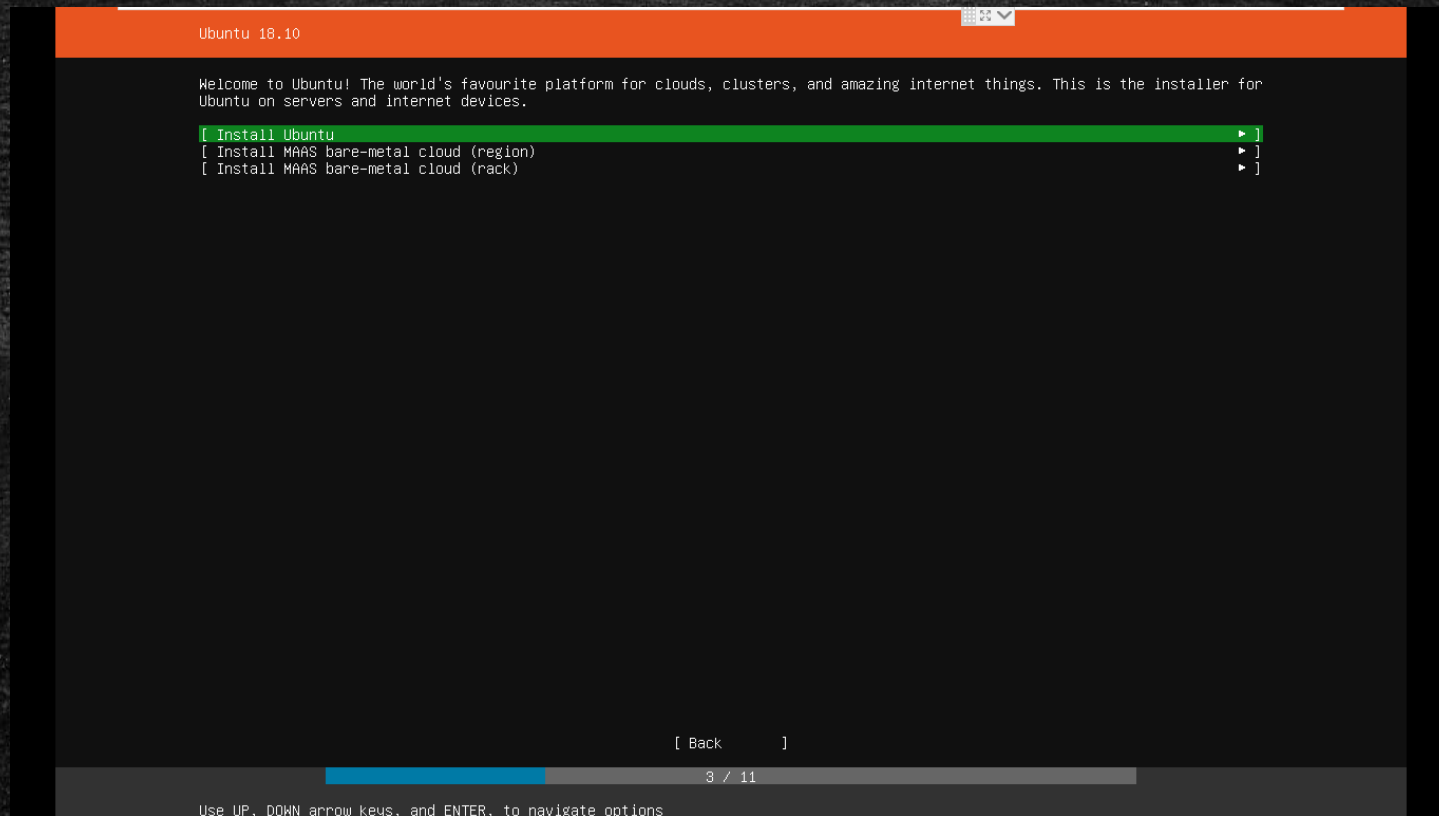 Ubuntu 18.10
Welcome to Ubuntu! The world's favourite platform for clouds, clusters, and amazing internet things. This is the installer for
Ubuntu on servers and internet devices.
[ Install Ubuntu ► ]
[ Install MAAS bare-metal cloud (region) ► ]
[ Install MAAS bare-metal cloud (rack) ► ]
[ Back ]
3 / 11
Use UP, DOWN arrow keys, and ENTER, to navigate options